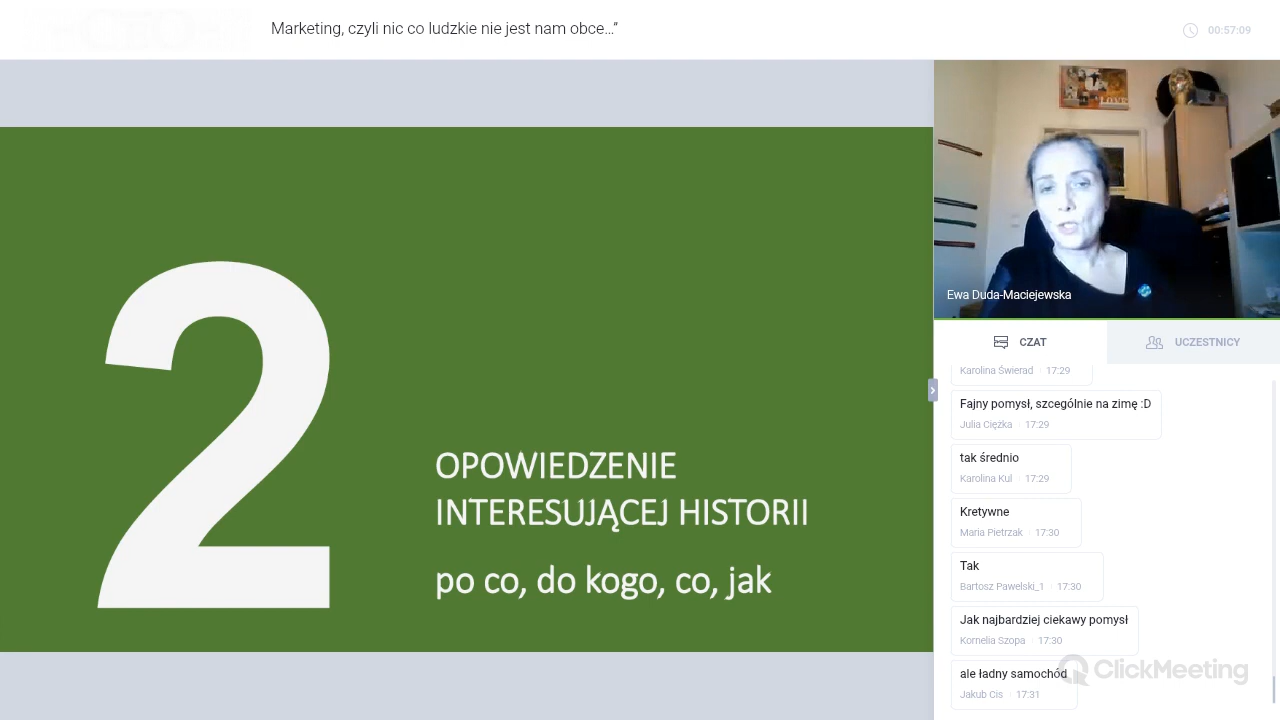 Marketing, czyli nic co ludzkie nie jest nam obce..."
00:57:09
2
OPOWIEDZENIE
INTERESUJĄCEJ HISTORII
po co, do kogo, co, jak
Ewa Duda-Maciejewska
CZAT
UCZESTNICY
Karolina Świerad 17:29
Fajny pomysł, szcególnie na zimę :D
Julia Ciężka 17:29
tak średnio
Karolina Kul 17:29
Kretywne
Maria Pietrzak 17:30
Tak
Bartosz Pawelski_1 17:30
Jak najbardziej ciekawy pomysł
Kornelia Szopa 17:30
ale ładny samochód
Jakub Cis 17:31
ClickMeeting